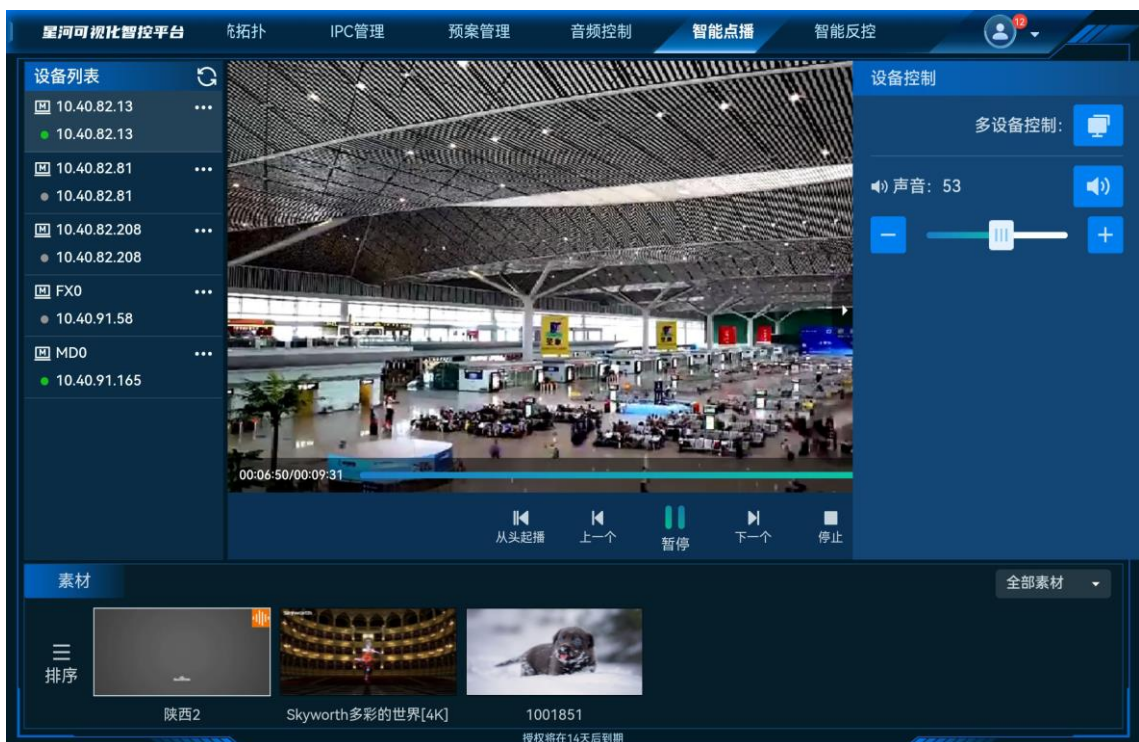 星河可视化智控平台
统拓扑
IPC管理
预案管理
音频控制
智能点播
智能反控
12
设备列表
M 10.40.82.13
10.40.82.13
M 10.40.82.81
10.40.82.81
M 10.40.82.208
10.40.82.208
M FX0
10.40.91.58
M MD0
10.40.91.165
00:06:50/00:09:31
从头起播
上一个
暂停
下一个
停止
设备控制
多设备控制:
声音: 53
素材
全部素材
排序
陕西2
Skyworth多彩的世界[4K]
1001851
授权将在14天后到期